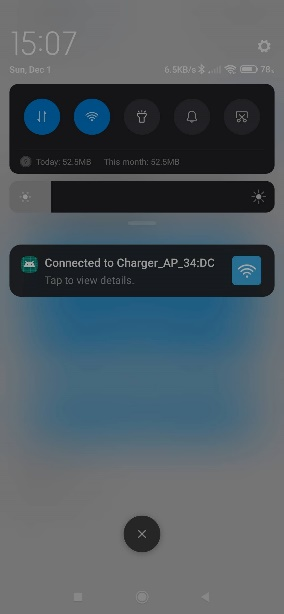 15:07
Sun, Dec 1
6.5KB/s
78
Today: 52.5MB This month: 52.5MB
Connected to Charger_AP_34:DC
Tap to view details.